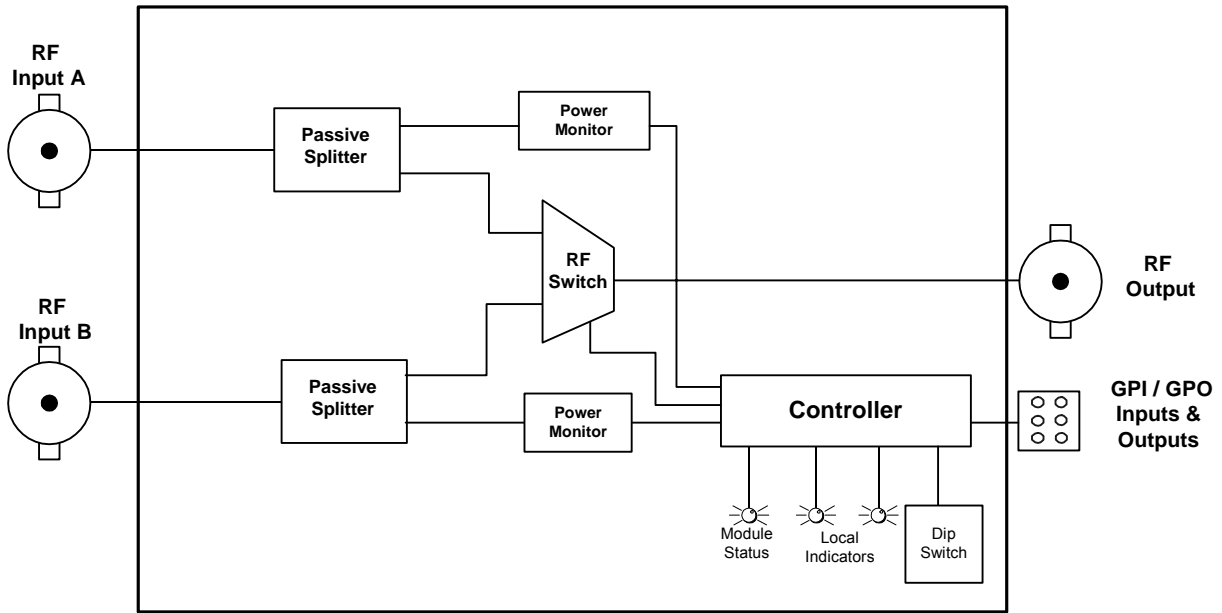 RF
Input A
Passive
Splitter
Power
Monitor
RF
Switch
RF
Output
RF
Input B
Passive
Splitter
Power
Monitor
Controller
GPI / GPO
Inputs &
Outputs
Module
Status
Local
Indicators
Dip
Switch